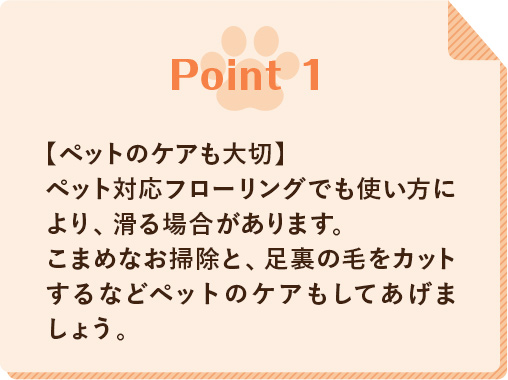 Point 1
【ペットのケアも大切】
ペット対応フローリングでも使い方に
より、滑る場合があります。
こまめなお掃除と、足裏の毛をカット
するなどペットのケアもしてあげま
しょう。